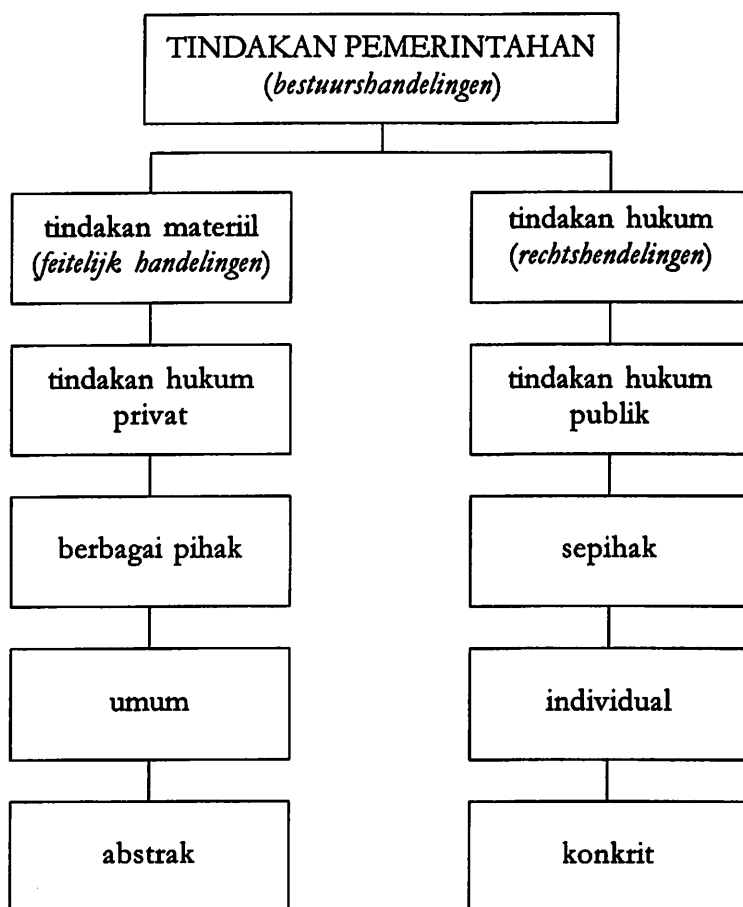 TINDAKAN PEMERINTAHAN
(bestuurshandelingen)
tindakan materiil
(feitelijk handelingen)
tindakan hukum
(rechtshendelingen)
tindakan hukum
privat
tindakan hukum
publik
berbagai pihak
sepihak
umum
individual
abstrak
konkrit